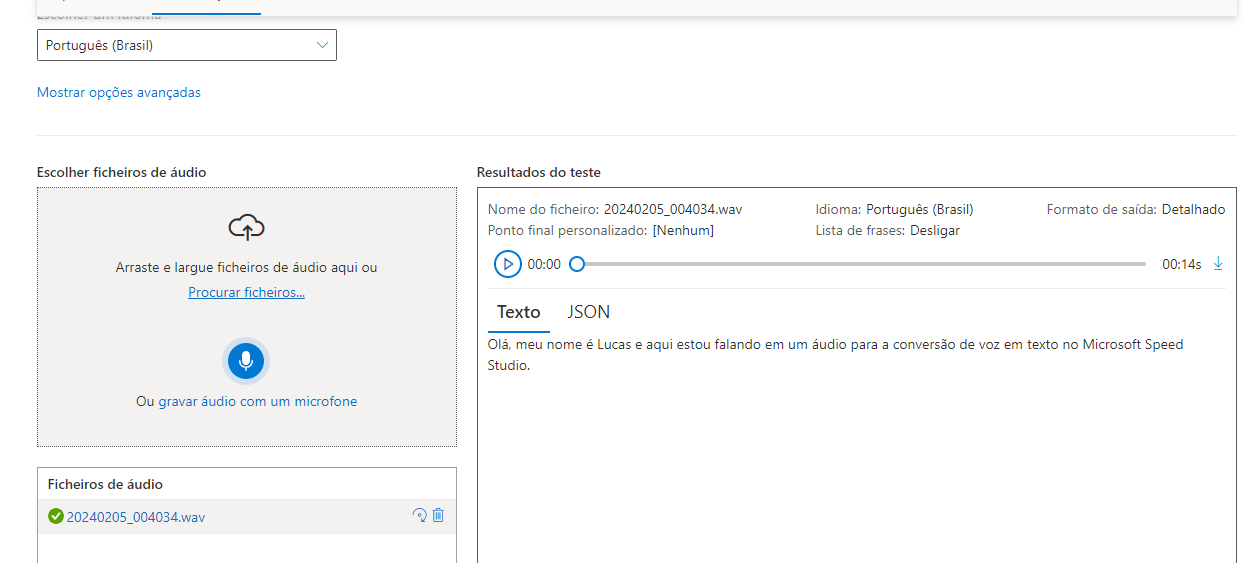 Escolher um idioma
Português (Brasil)
Mostrar opções avançadas
Escolher ficheiros de áudio
Arraste e largue ficheiros de áudio aqui ou
Procurar ficheiros...
Ou gravar áudio com um microfone
Ficheiros de áudio
20240205_004034.wav
Resultados do teste
Nome do ficheiro: 20240205_004034.wav Idioma: Português (Brasil) Formato de saída: Detalhado
Ponto final personalizado: [Nenhum] Lista de frases: Desligar
00:00 00:14s
Texto JSON
Olá, meu nome é Lucas e aqui estou falando em um áudio para a conversão de voz em texto no Microsoft Speed
Studio.